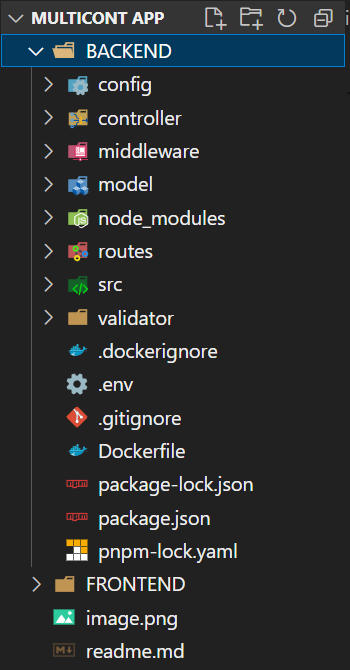 MULTICONT APP
BACKEND
config
controller
middleware
model
node_modules
routes
src
validator
.dockerignore
.env
.gitignore
Dockerfile
package-lock.json
package.json
pnpm-lock.yaml
FRONTEND
image.png
readme.md